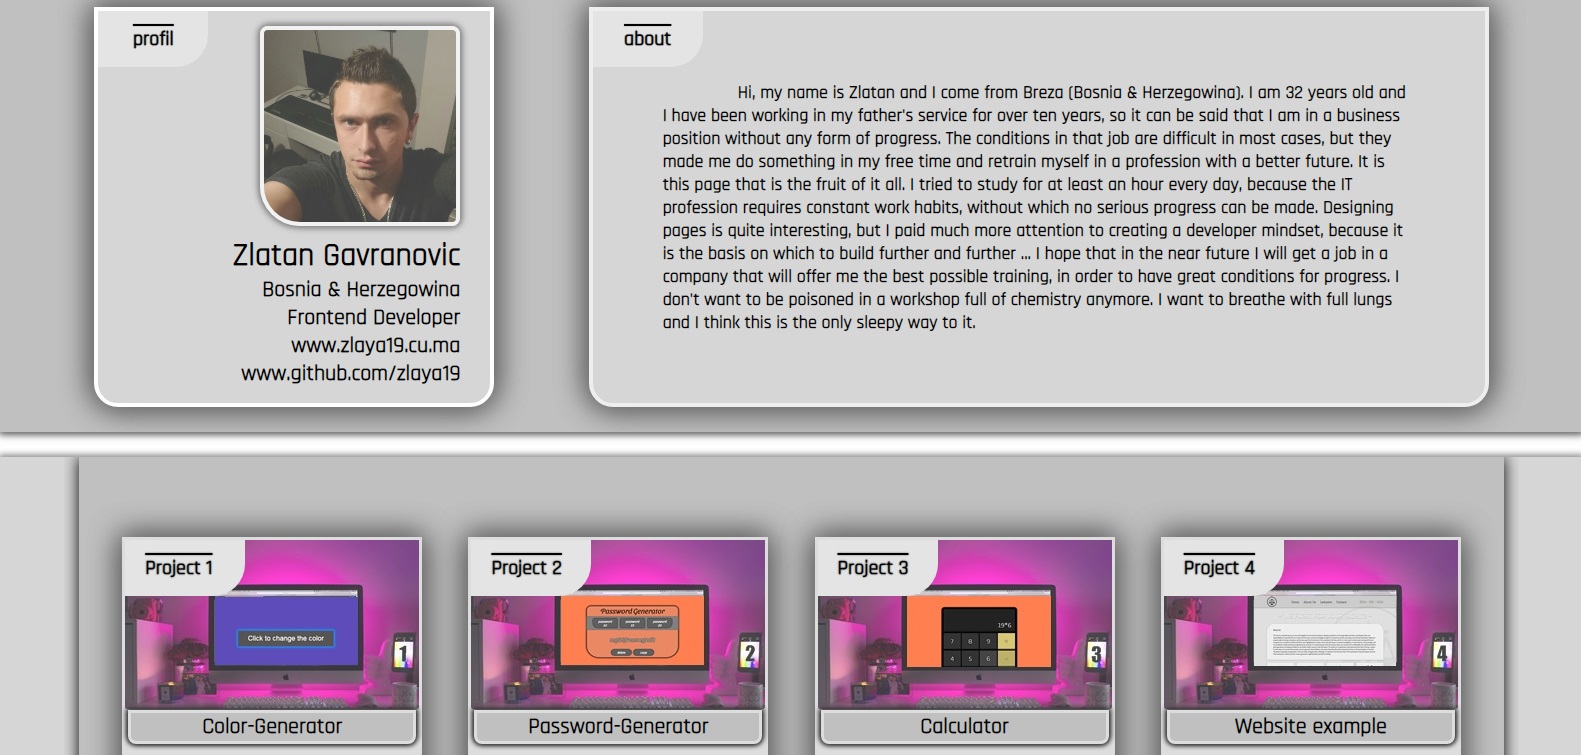 profil
Zlatan Gavranovic
Bosnia & Herzegowina
Frontend Developer
www.zlaya19.cu.ma
www.github.com/zlaya19
about
Hi, my name is Zlatan and I come from Breza (Bosnia & Herzegowina). I am 32 years old and
I have been working in my father's service for over ten years, so it can be said that I am in a business
position without any form of progress. The conditions in that job are difficult in most cases, but they
made me do something in my free time and retrain myself in a profession with a better future. It is
this page that is the fruit of it all. I tried to study for at least an hour every day, because the IT
profession requires constant work habits, without which no serious progress can be made. Designing
pages is quite interesting, but I paid much more attention to creating a developer mindset, because it
is the basis on which to build further and further ... I hope that in the near future I will get a job in a
company that will offer me the best possible training, in order to have great conditions for progress. I
don't want to be poisoned in a workshop full of chemistry anymore. I want to breathe with full lungs
and I think this is the only sleepy way to it.
Project 1
Click to change the color
1
Color-Generator
Project 2
Password Generator
2
Password-Generator
Project 3
19*6
7 8 9
4 5 6
3
Calculator
Project 4
4
Website example